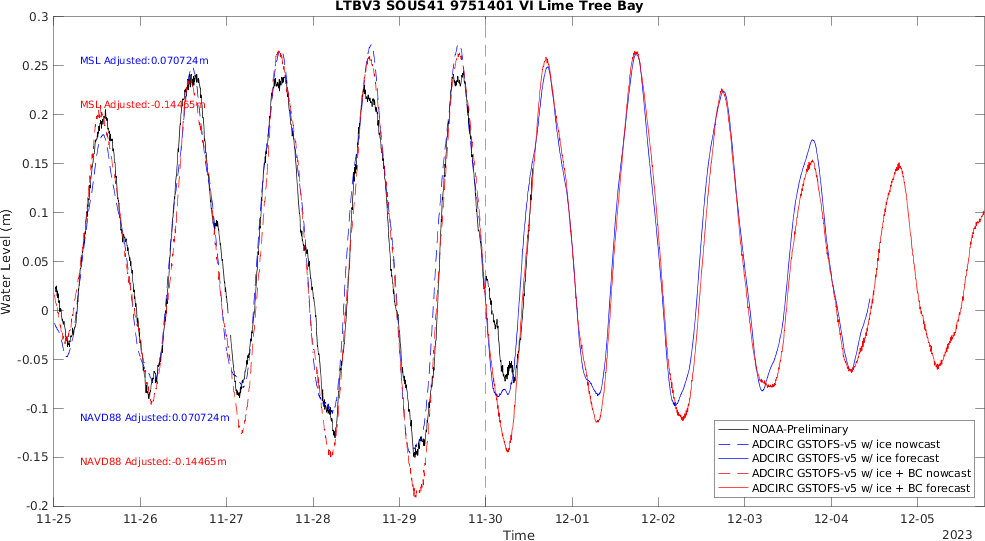 LTBV3 SOUS41 9751401 VI Lime Tree Bay
0.3
0.25
0.2
0.15
0.1
0.05
0
-0.05
-0.1
-0.15
-0.2
Water Level (m)
MSL Adjusted:0.070724m
MSL Adjusted:-0.14465m
NAVD88 Adjusted:0.070724m
NAVD88 Adjusted:-0.14465m
NOAA-Preliminary
ADCIRC GSTOFS-v5 w/ ice nowcast
ADCIRC GSTOFS-v5 w/ ice forecast
ADCIRC GSTOFS-v5 w/ ice + BC nowcast
ADCIRC GSTOFS-v5 w/ ice + BC forecast
11-25 11-26 11-27 11-28 11-29 11-30 12-01 12-02 12-03 12-04 12-05
Time
2023